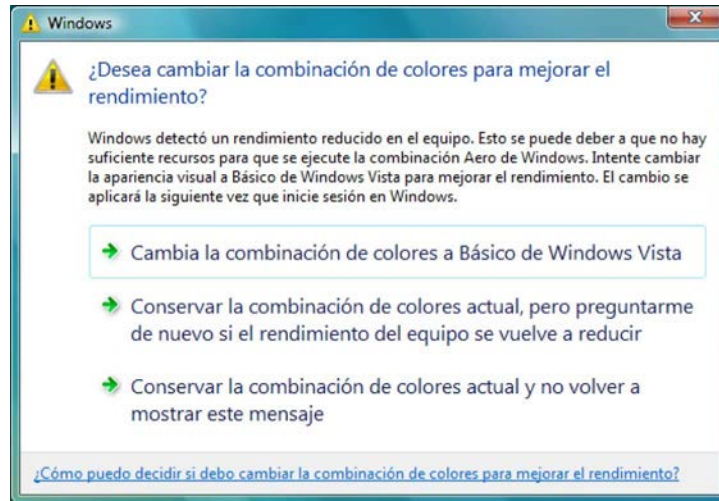 Windows
¿Desea cambiar la combinación de colores para mejorar el
rendimiento?
Windows detectó un rendimiento reducido en el equipo. Esto se puede deber a que no hay
suficiente recursos para que se ejecute la combinación Aero de Windows. Intente cambiar
la apariencia visual a Básico de Windows Vista para mejorar el rendimiento. El cambio se
aplicará la siguiente vez que inicie sesión en Windows.
Cambia la combinación de colores a Básico de Windows Vista
Conservar la combinación de colores actual, pero preguntarme
de nuevo si el rendimiento del equipo se vuelve a reducir
Conservar la combinación de colores actual y no volver a
mostrar este mensaje
¿Cómo puedo decidir si debo cambiar la combinación de colores para mejorar el rendimiento?